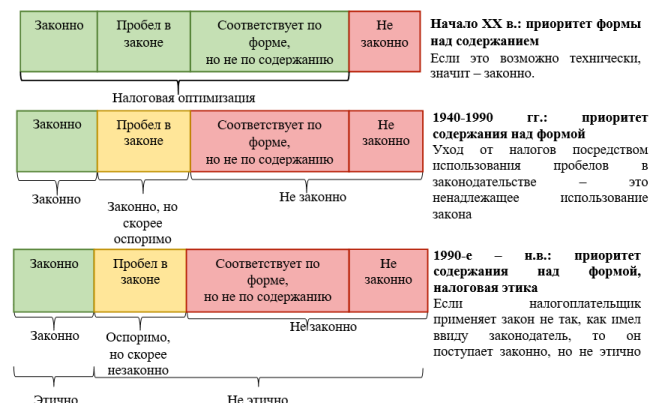 Законно
Пробел в
законе
Соответствует по
форме,
но не по содержанию
Не
законно
Налоговая оптимизация
Начало XX в.: приоритет формы
над содержанием
Если это возможно технически,
значит – законно.
Законно
Пробел в
законе
Соответствует по
форме,
но не по содержанию
Не
законно
Законно
Законно, но
скорее
оспоримо
Не законно
1940-1990 гг.: приоритет
содержания над формой
Уход от налогов посредством
использования пробелов в
законодательстве – это
ненадлежащее использование
закона
Законно
Пробел в
законе
Соответствует по
форме,
но не по содержанию
Не
законно
Законно
Оспоримо,
но скорее
незаконно
Не законно
Этично
Не этично
1990-е – н.в.: приоритет
содержания над формой,
налоговая этика
Если налогоплательщик
применяет закон не так, как имел
ввиду законодатель, то он
поступает законно, но не этично